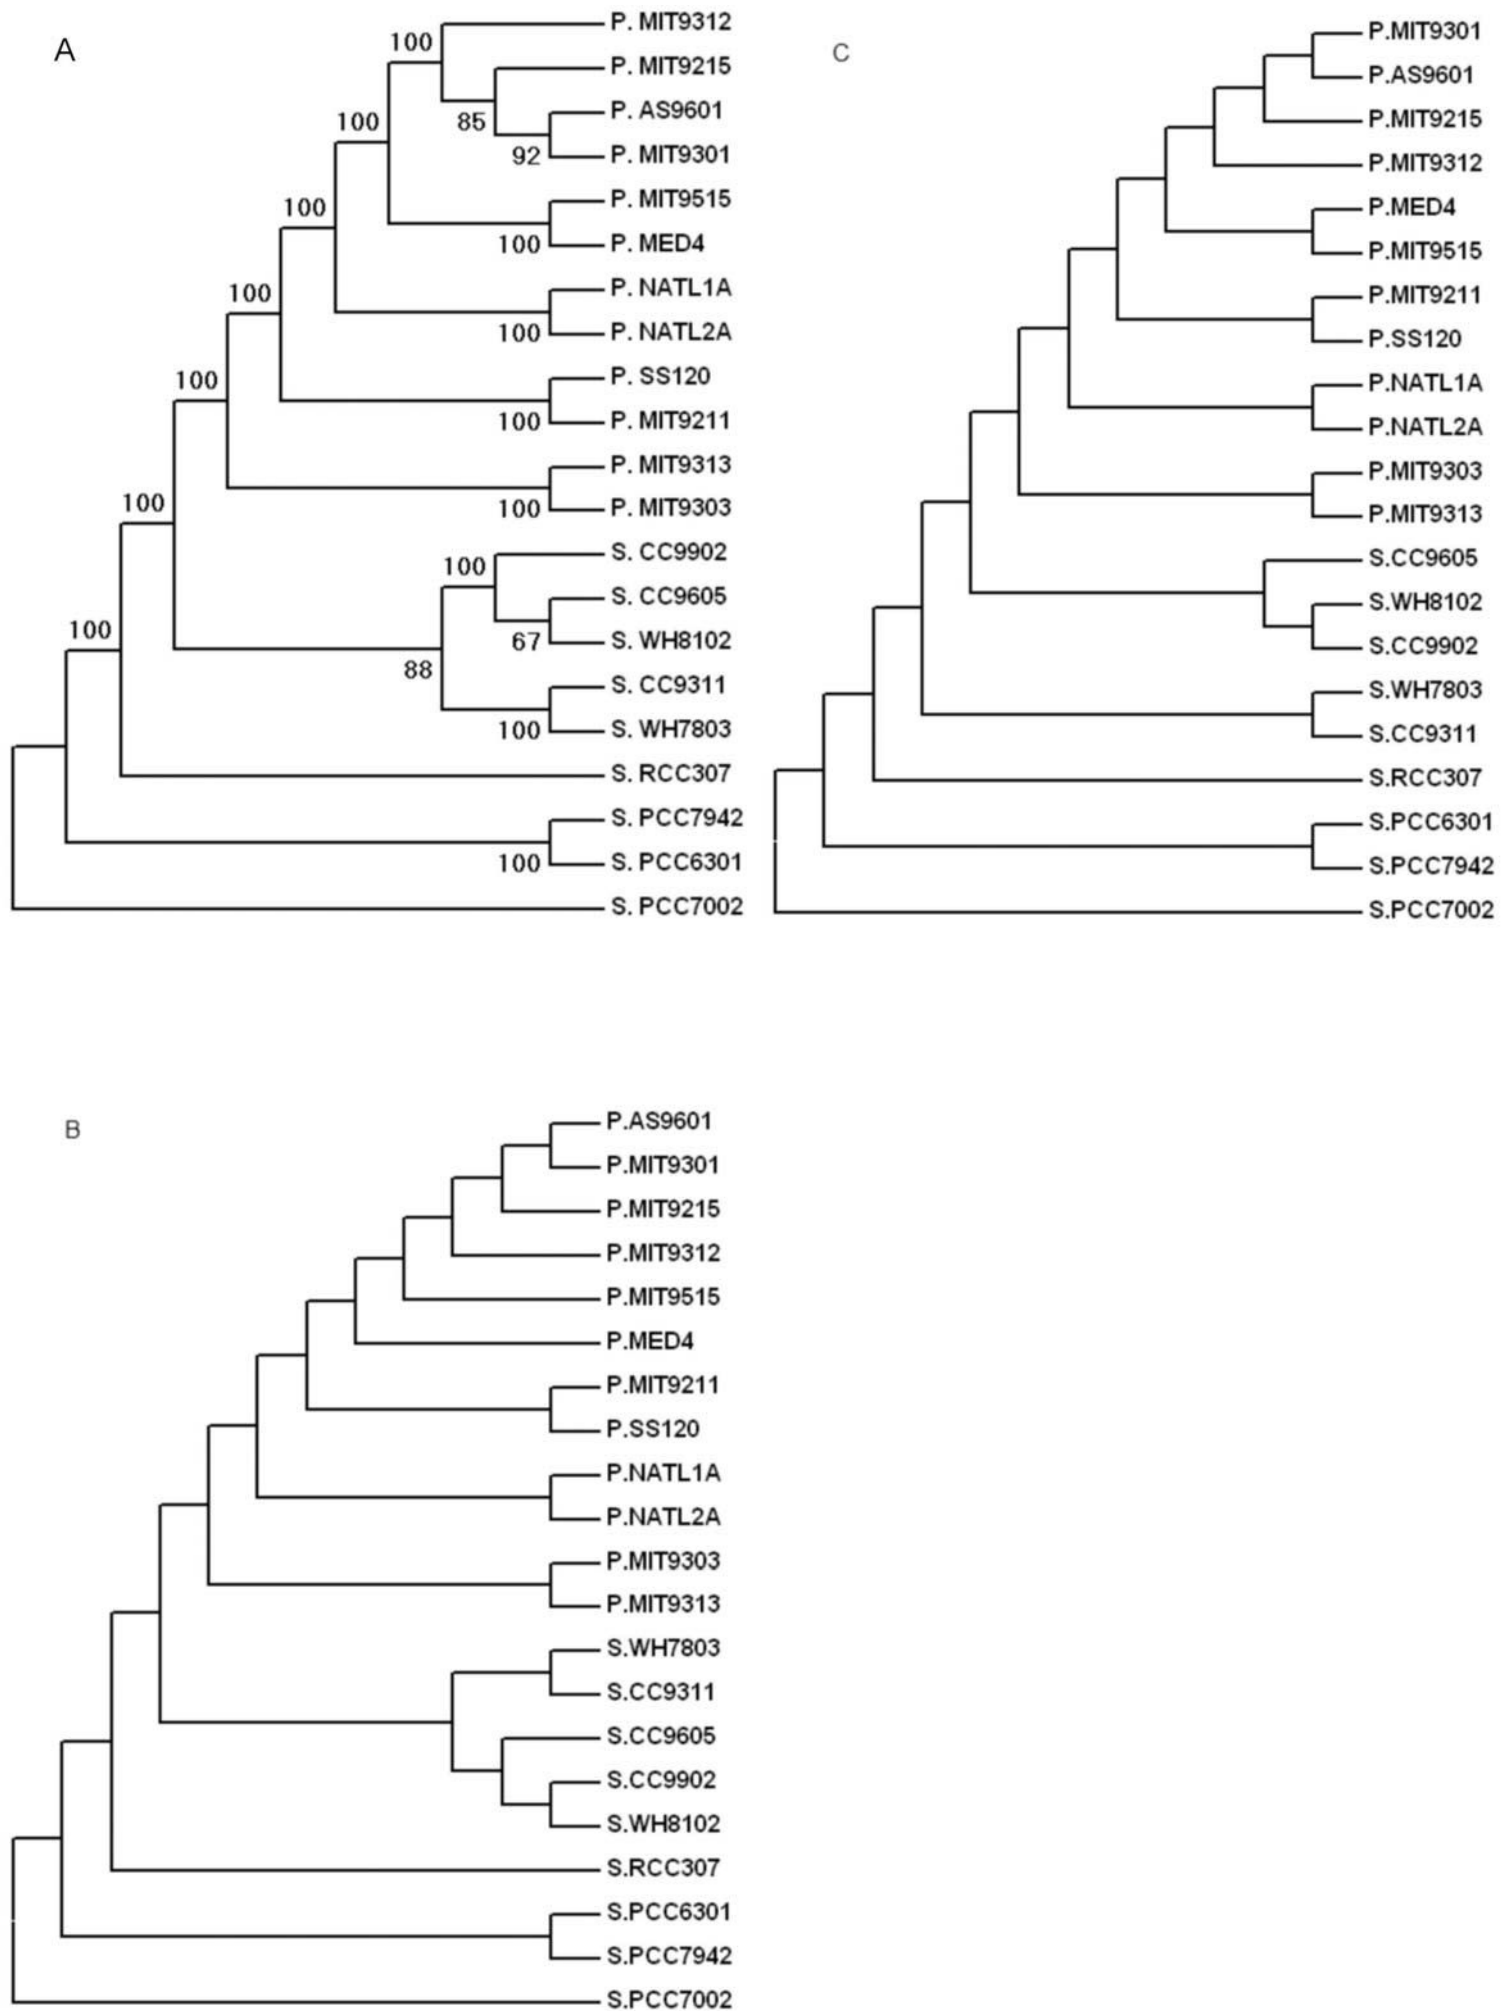 A
100
P. MIT9312
P. MIT9215
85
P. AS9601
92
P. MIT9301
100
P. MIT9515
100
P. MED4
100
P. NATL1A
100
P. NATL2A
100
P. SS120
100
P. MIT9211
100
P. MIT9313
100
P. MIT9303
100
S. CC9902
100
S. CC9605
67
S. WH8102
88
S. CC9311
100
S. WH7803
100
S. RCC307
S. PCC7942
100
S. PCC6301
S. PCC7002
C
P.MIT9301
P.AS9601
P.MIT9215
P.MIT9312
P.MED4
P.MIT9515
P.MIT9211
P.SS120
P.NATL1A
P.NATL2A
P.MIT9303
P.MIT9313
S.CC9605
S.WH8102
S.CC9902
S.WH7803
S.CC9311
S.RCC307
S.PCC6301
S.PCC7942
S.PCC7002
B
P.AS9601
P.MIT9301
P.MIT9215
P.MIT9312
P.MIT9515
P.MED4
P.MIT9211
P.SS120
P.NATL1A
P.NATL2A
P.MIT9303
P.MIT9313
S.WH7803
S.CC9311
S.CC9605
S.CC9902
S.WH8102
S.RCC307
S.PCC6301
S.PCC7942
S.PCC7002